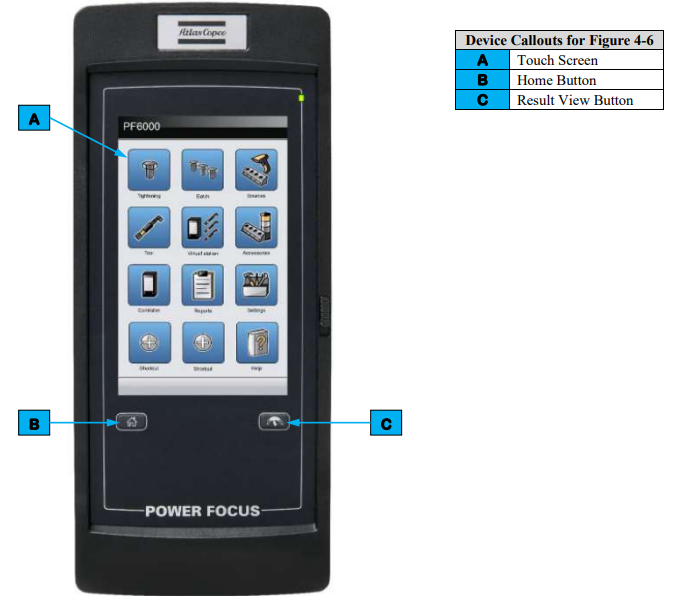 Atlas Copco
Device Callouts for Figure 4-6
A Touch Screen
B Home Button
C Result View Button
A
PF6000
Tightening Batch Sources
Tool Virtual station Accessories
Controller Reports Settings
Shortcut Shortcut Help
B
C
POWER FOCUS